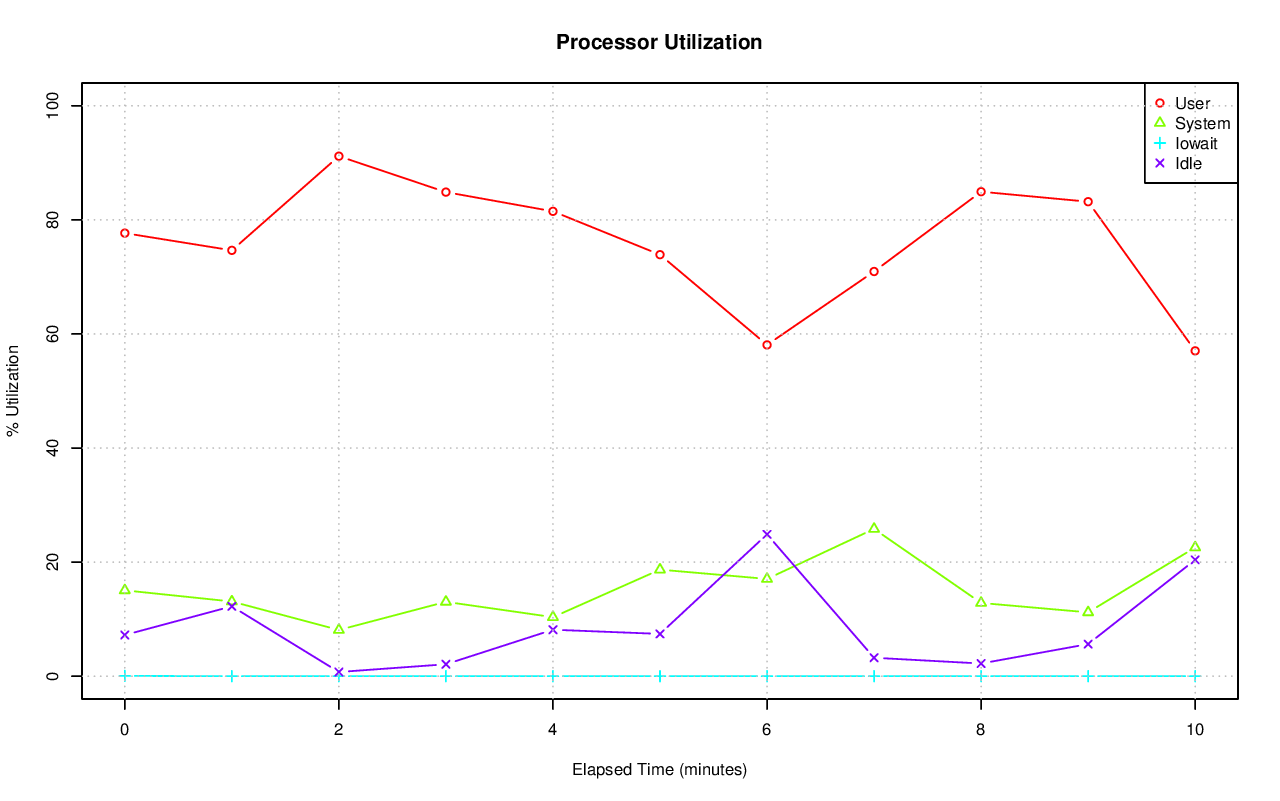 Processor Utilization
100
80
60
40
20
0
% Utilization
User
System
Iowait
Idle
0 2 4 6 8 10
Elapsed Time (minutes)